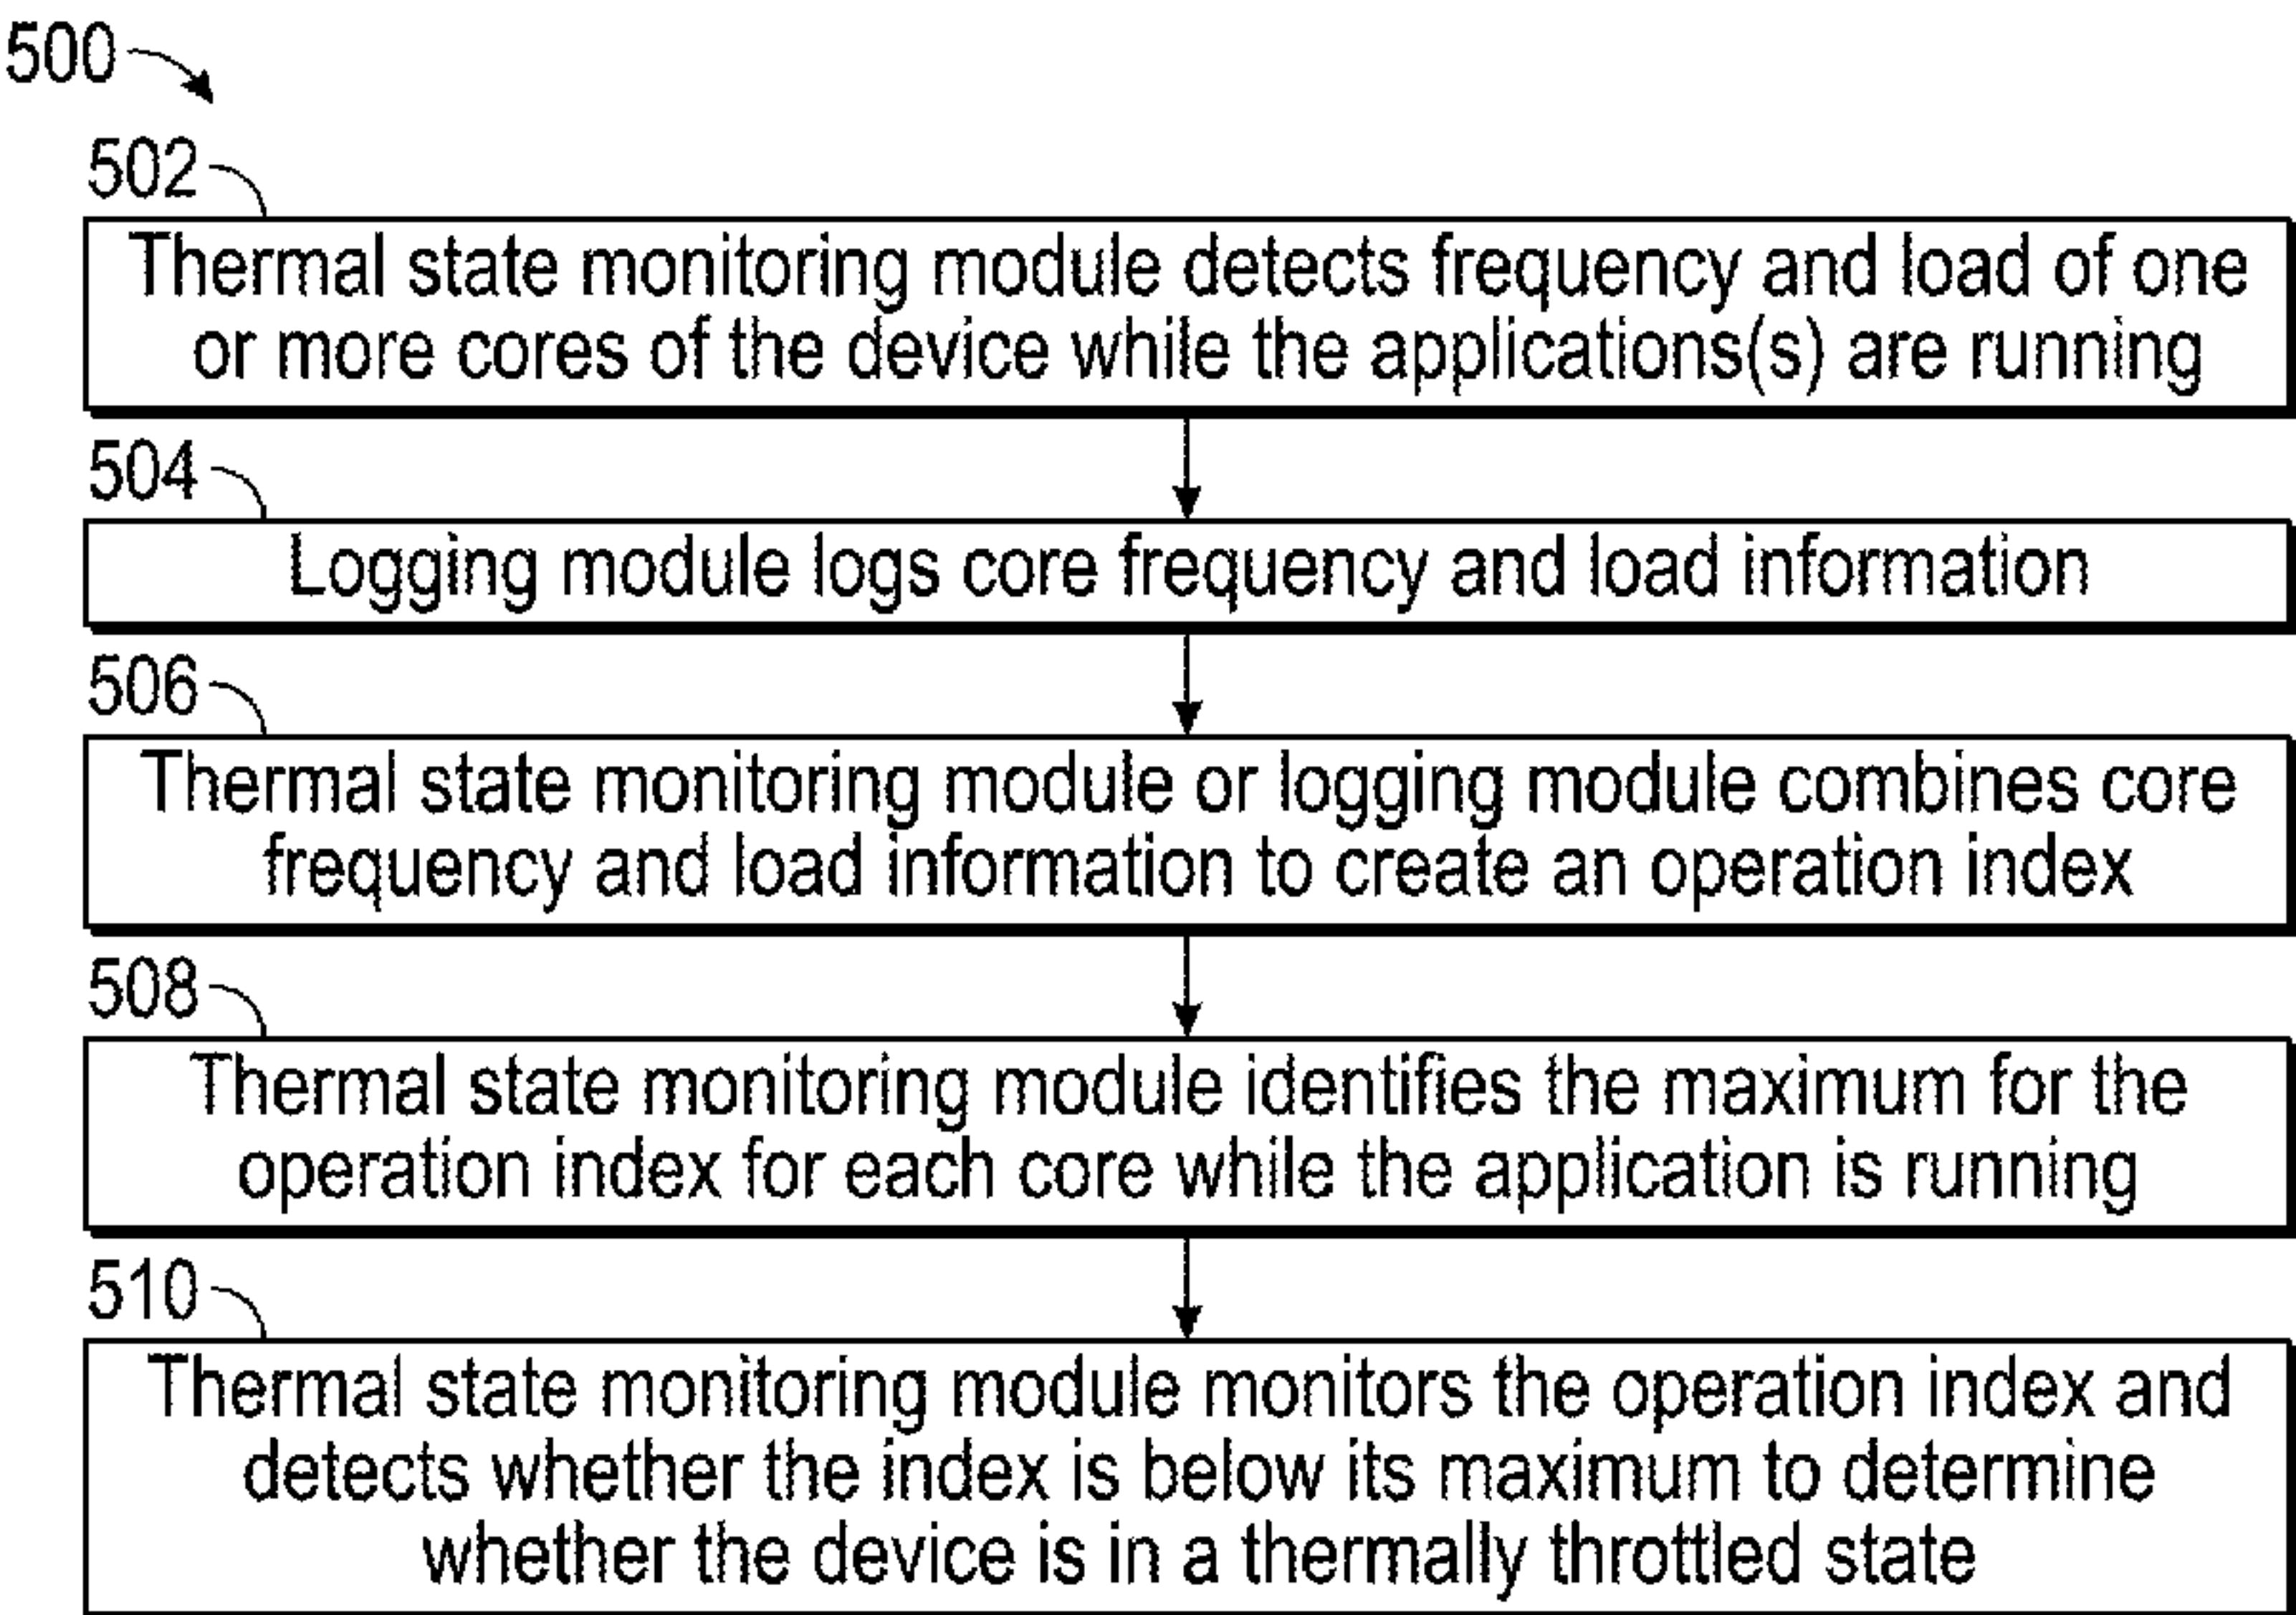 500
502
Thermal state monitoring module detects frequency and load of one
or more cores of the device while the applications(s) are running
504
Logging module logs core frequency and load information
506
Thermal state monitoring module or logging module combines core
frequency and load information to create an operation index
508
Thermal state monitoring module identifies the maximum for the
operation index for each core while the application is running
510
Thermal state monitoring module monitors the operation index and
detects whether the index is below its maximum to determine
whether the device is in a thermally throttled state